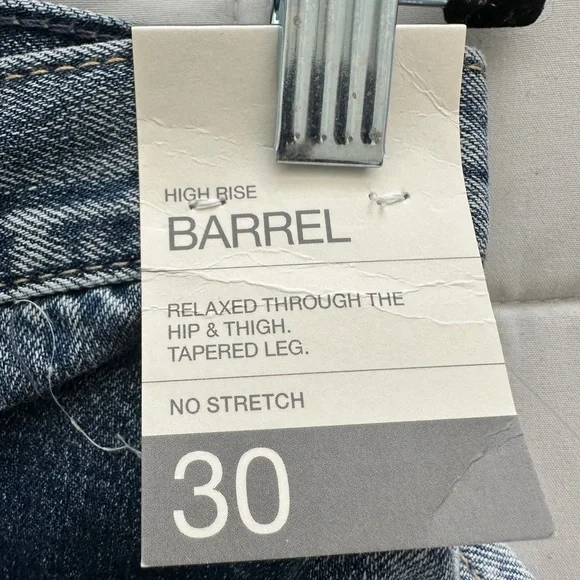 HIGH RISE
BARREL
RELAXED THROUGH THE
HIP & THIGH.
TAPERED LEG.
NO STRETCH
30